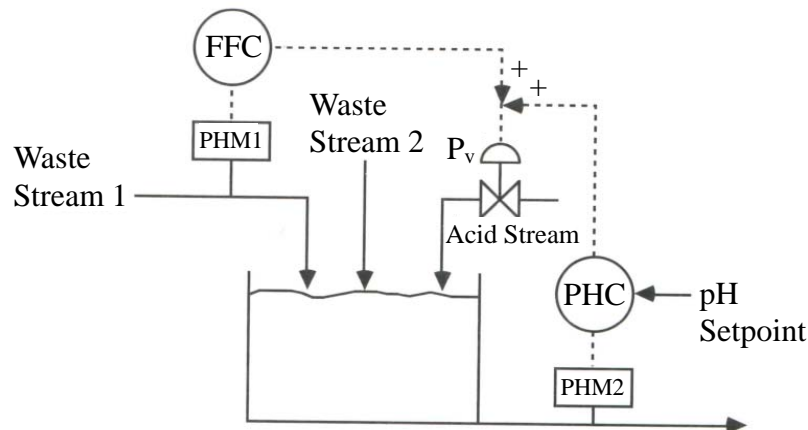 FFC
+
+
PHM1
Waste
Stream 2
Waste
Stream 1
Pv
Acid Stream
PHC
pH
Setpoint
PHM2